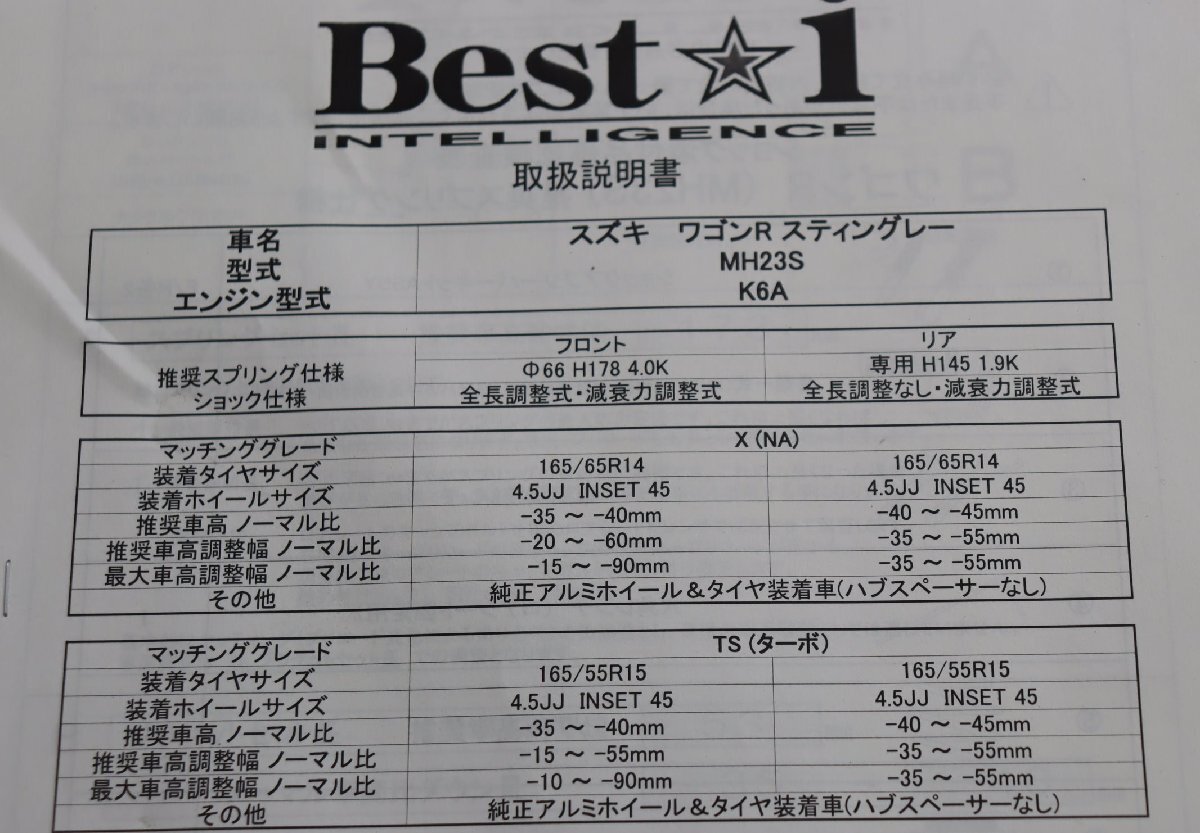 Best☆i
INTELLIGENCE
取扱説明書
車名 スズキ ワゴンR スティングレー
型式 MH23S
エンジン型式 K6A
フロント リア
推奨スプリング仕様 Φ66 H178 4.0K 専用 H145 1.9K
ショック仕様 全長調整式・減衰力調整式 全長調整なし・減衰力調整式
マッチンググレード X (NA)
装着タイヤサイズ 165/65R14 165/65R14
装着ホイールサイズ 4.5JJ INSET 45 4.5JJ INSET 45
推奨車高 ノーマル比 -35 ～ -40mm -40 ～ -45mm
推奨車高調整幅 ノーマル比 -20 ～ -60mm -35 ～ -55mm
最大車高調整幅 ノーマル比 -15 ～ -90mm -35 ～ -55mm
その他 純正アルミホイール＆タイヤ装着車(ハブスペーサーなし)
マッチンググレード TS (ターボ)
装着タイヤサイズ 165/55R15 165/55R15
装着ホイールサイズ 4.5JJ INSET 45 4.5JJ INSET 45
推奨車高 ノーマル比 -35 ～ -40mm -40 ～ -45mm
推奨車高調整幅 ノーマル比 -15 ～ -55mm -35 ～ -55mm
最大車高調整幅 ノーマル比 -10 ～ -90mm -35 ～ -55mm
その他 純正アルミホイール＆タイヤ装着車(ハブスペーサーなし)